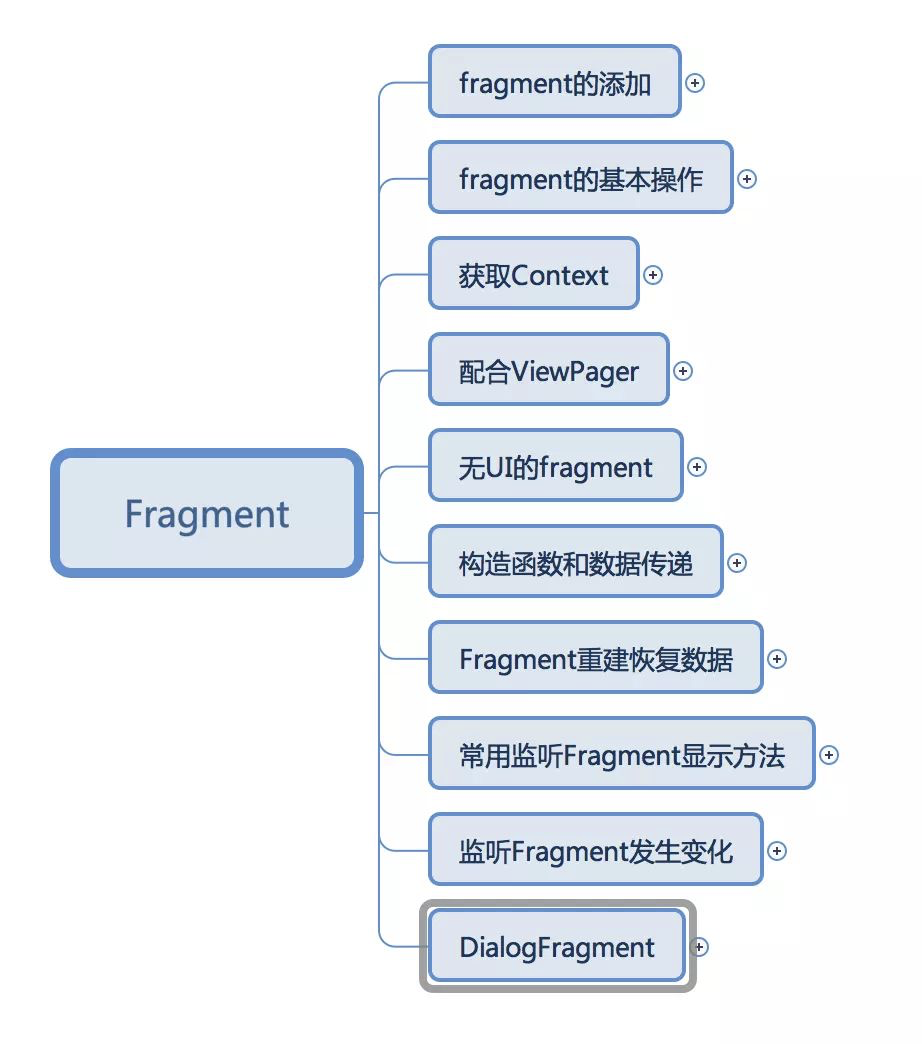 fragment的添加
fragment的基本操作
获取Context
配合ViewPager
无UI的fragment
Fragment
构造函数和数据传递
Fragment重建恢复数据
常用监听Fragment显示方法
监听Fragment发生变化
DialogFragment